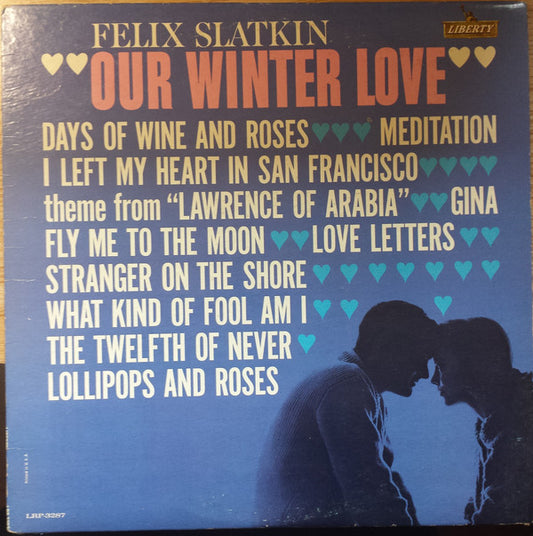 FELIX SLATKIN
LIBERTY
"OUR WINTER LOVE"
DAYS OF WINE AND ROSES MEDITATION
I LEFT MY HEART IN SAN FRANCISCO
theme from "LAWRENCE OF ARABIA" GINA
FLY ME TO THE MOON LOVE LETTERS
STRANGER ON THE SHORE
WHAT KIND OF FOOL AM I
THE TWELFTH OF NEVER
LOLLIPOPS AND ROSES
Printed in U.S.A.
LRP-3287